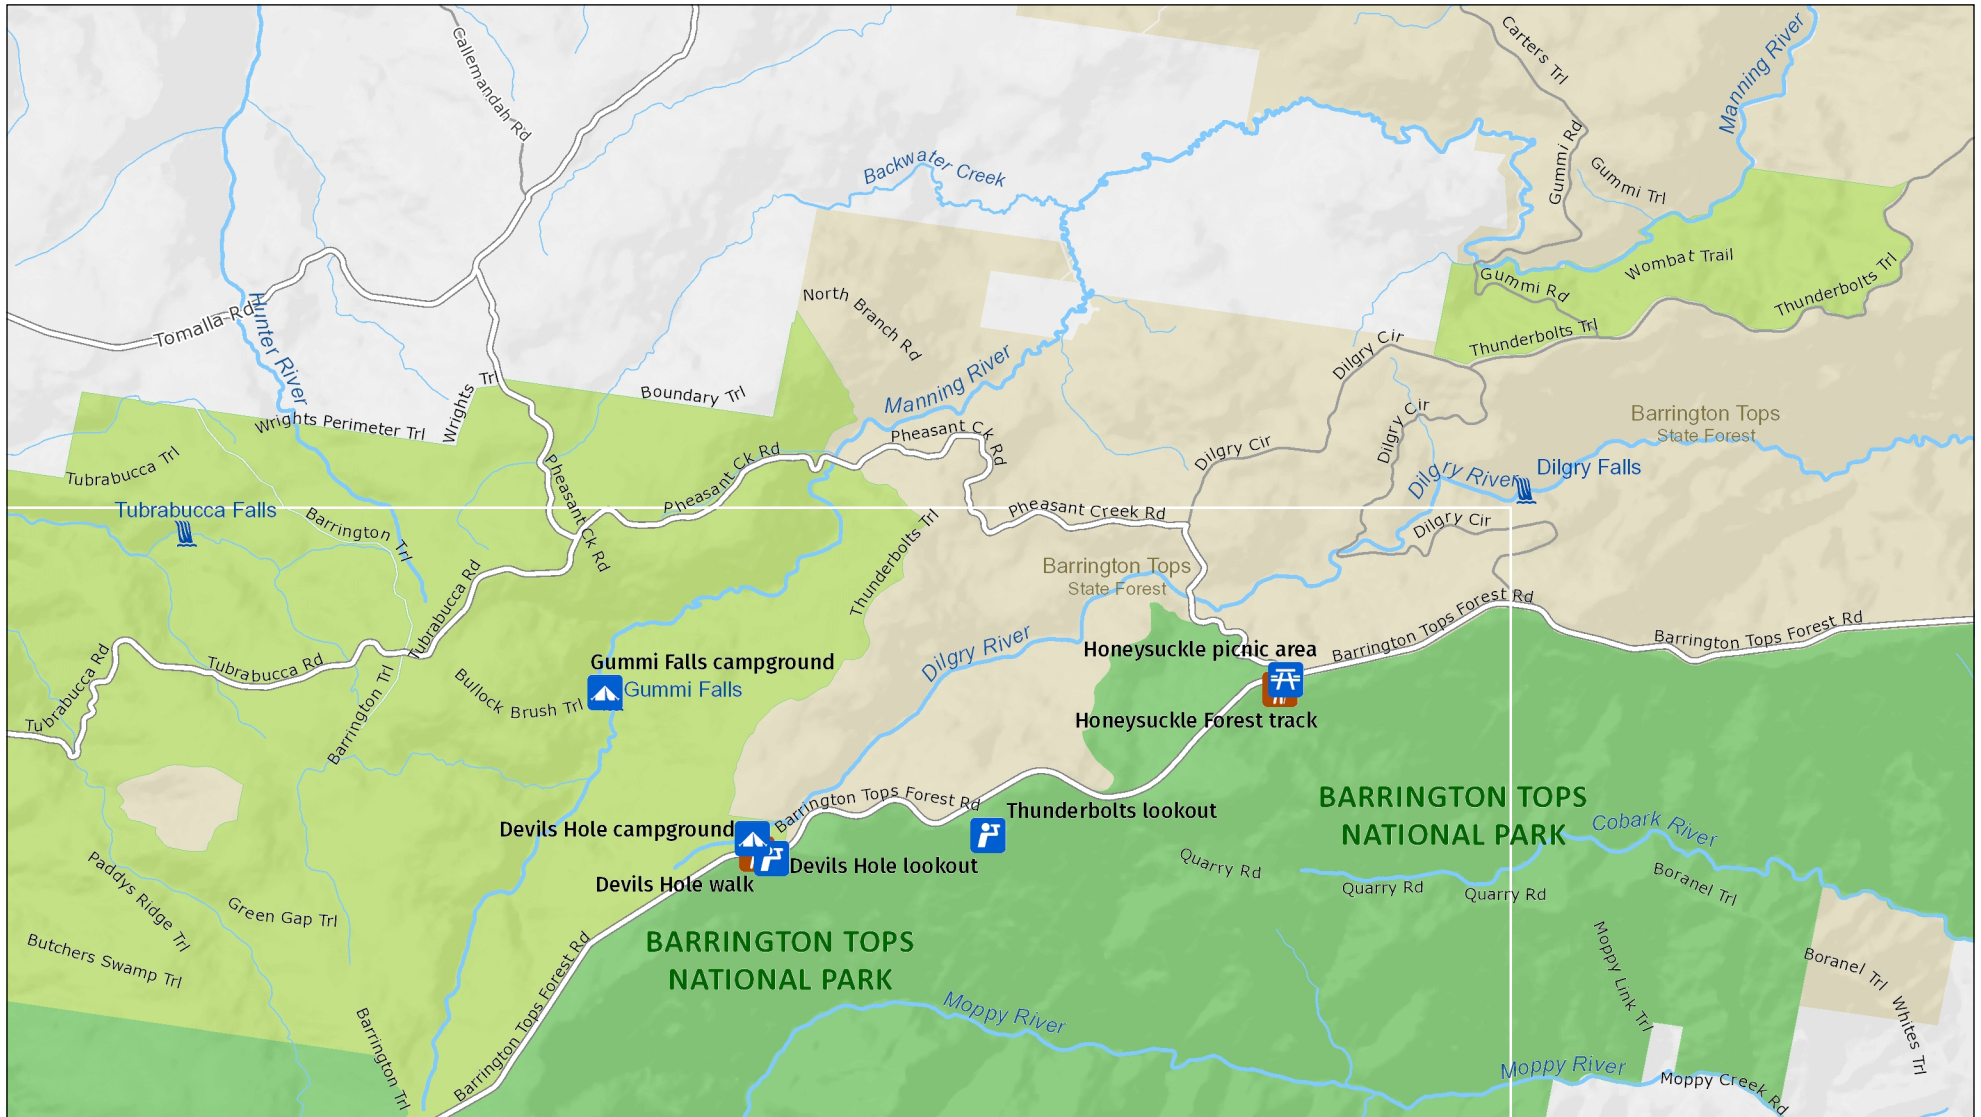 Carters Trl
Manning River
Callemandah Rd
Gummi Rd
Backwater Creek
Gummi Trl
Wombat Trail
Gummi Rd
Thunderbolts Trl
Thunderbolts Trl
North Branch Rd
Hunter River
Tomalla Rd
Dilgry Cir
Manning River
Wrights Trl
Boundary Trl
Wrights Perimeter Trl
Barrington Tops
State Forest
Dilgry Cir
Pheasant Ck Rd
Dilgry Cir
Tubrabucca Trl
Pheasant Ck Rd
Pheasant Ck Rd
Dilgry River
Dilgry Falls
Tubrabucca Falls
Barrington Trl
Pheasant Creek Rd
Dilgry Cir
Thunderbolts Trl
Barrington Tops
State Forest
Tubrabucca Rd
Barrington Tops Forest Rd
Barrington Tops Forest Rd
Dilgry River
Honeysuckle picnic area
Tubrabucca Rd
Tubrabucca Rd
Gummi Falls campground
Gummi Falls
Bullock Brush Trl
Barrington Trl
Honeysuckle Forest track
BARRINGTON TOPS
NATIONAL PARK
Barrington Tops Forest Rd
Thunderbolts lookout
Devils Hole campground
Devils Hole lookout
Devils Hole walk
Cobark River
Quarry Rd
Quarry Rd
Quarry Rd
Boranel Trl
Paddys Ridge Trl
Green Gap Trl
Butchers Swamp Trl
BARRINGTON TOPS
NATIONAL PARK
Barrington Tops Forest Rd
Moppy Link Trl
Boranel Trl
Whites Trl
Moppy River
Barrington Trl
Moppy River
Moppy Creek Rd